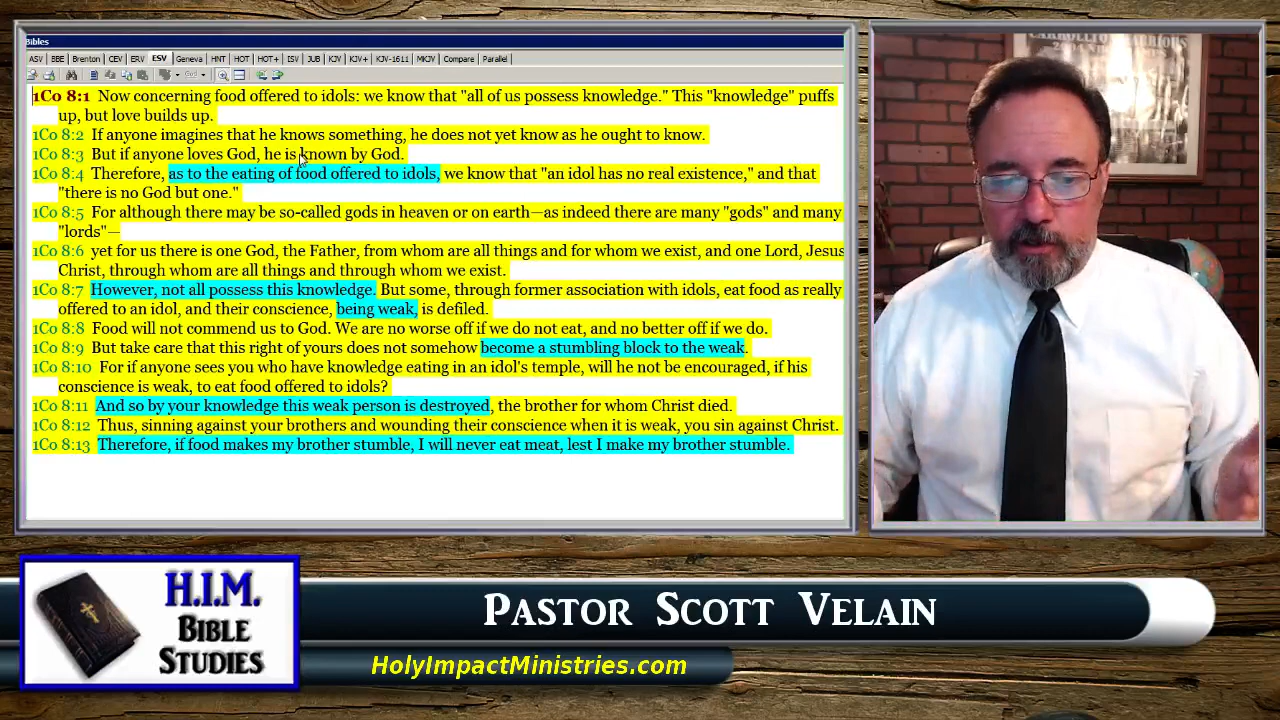 Bibles
ASV BBE Brenton CEV ERV ESV Geneva HNT HOT HOT+ ISV JUB KJV KJV+ KJV-1611 MKJV Compare Parallel
1Co 8:1 Now concerning food offered to idols: we know that "all of us possess knowledge." This "knowledge" puffs
up, but love builds up.
1Co 8:2 If anyone imagines that he knows something, he does not yet know as he ought to know.
1Co 8:3 But if anyone loves God, he is known by God.
1Co 8:4 Therefore, as to the eating of food offered to idols, we know that "an idol has no real existence," and that
"there is no God but one."
1Co 8:5 For although there may be so-called gods in heaven or on earth—as indeed there are many "gods" and many
"lords"—
1Co 8:6 yet for us there is one God, the Father, from whom are all things and for whom we exist, and one Lord, Jesus
Christ, through whom are all things and through whom we exist.
1Co 8:7 However, not all possess this knowledge. But some, through former association with idols, eat food as really
offered to an idol, and their conscience, being weak, is defiled.
1Co 8:8 Food will not commend us to God. We are no worse off if we do not eat, and no better off if we do.
1Co 8:9 But take care that this right of yours does not somehow become a stumbling block to the weak.
1Co 8:10 For if anyone sees you who have knowledge eating in an idol's temple, will he not be encouraged, if his
conscience is weak, to eat food offered to idols?
1Co 8:11 And so by your knowledge this weak person is destroyed, the brother for whom Christ died.
1Co 8:12 Thus, sinning against your brothers and wounding their conscience when it is weak, you sin against Christ.
1Co 8:13 Therefore, if food makes my brother stumble, I will never eat meat, lest I make my brother stumble.
H.I.M.
BIBLE
STUDIES
PASTOR SCOTT VELAIN
HolyImpactMinistries.com